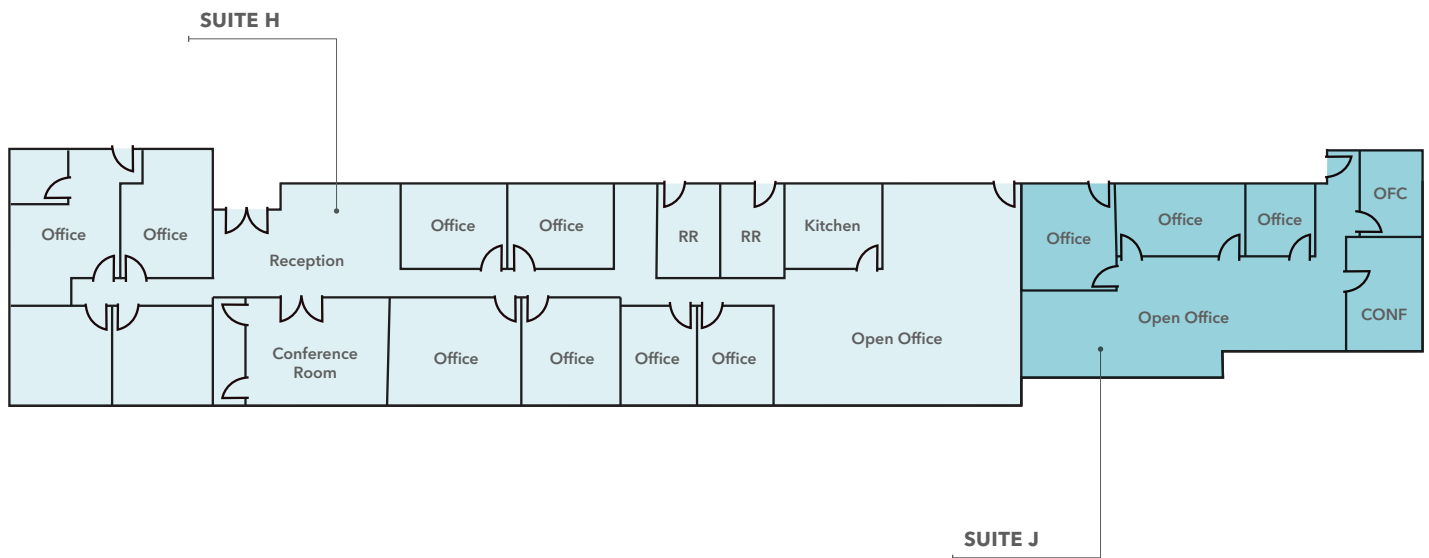 SUITE H
Office
Office
Reception
Office
Office
RR
RR
Kitchen
Office
Office
Office
OFC
Conference
Room
Office
Office
Office
Office
Open Office
Open Office
CONF
SUITE J